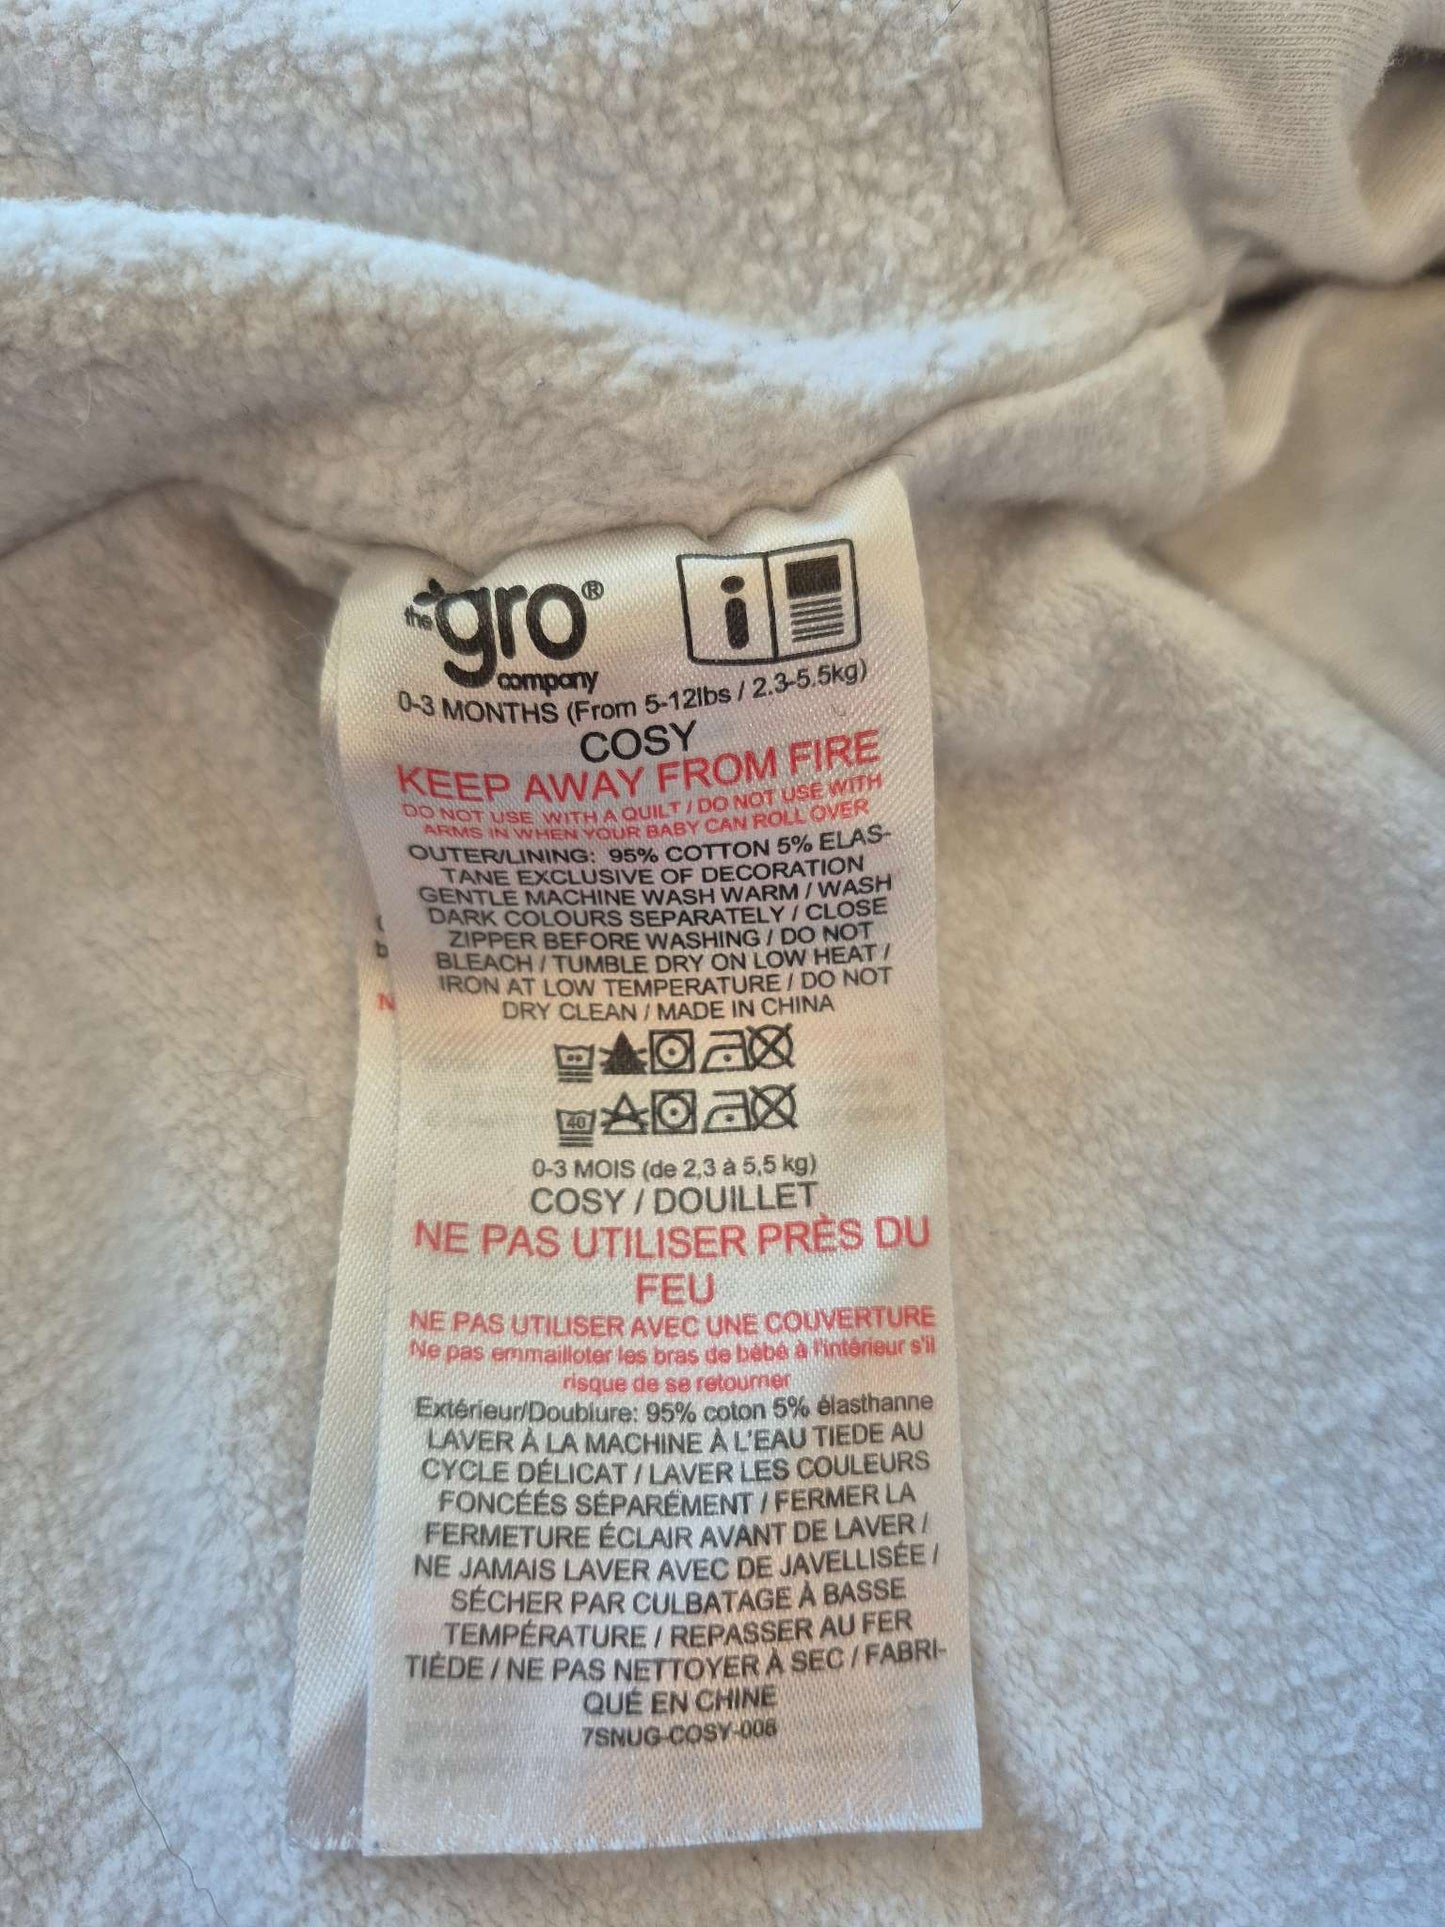 the gro®
company
0-3 MONTHS (From 5-12lbs / 2.3-5.5kg)
COSY
KEEP AWAY FROM FIRE
DO NOT USE WITH A QUILT / DO NOT USE WITH
ARMS IN WHEN YOUR BABY CAN ROLL OVER
OUTER/LINING: 95% COTTON 5% ELAS-
TANE EXCLUSIVE OF DECORATION
GENTLE MACHINE WASH WARM / WASH
DARK COLOURS SEPARATELY / CLOSE
ZIPPER BEFORE WASHING / DO NOT
BLEACH / TUMBLE DRY ON LOW HEAT /
IRON AT LOW TEMPERATURE / DO NOT
DRY CLEAN / MADE IN CHINA
40
0-3 MOIS (de 2,3 à 5,5 kg)
COSY / DOUILLET
NE PAS UTILISER PRÈS DU
FEU
NE PAS UTILISER AVEC UNE COUVERTURE
Ne pas emmailloter les bras de bébé à l'intérieur s'il
risque de se retourner
Extérieur/Doublure: 95% coton 5% élasthanne
LAVER À LA MACHINE À L'EAU TIEDE AU
CYCLE DÉLICAT / LAVER LES COULEURS
FONCÉÉS SÉPARÉMENT / FERMER LA
FERMETURE ÉCLAIR AVANT DE LAVER /
NE JAMAIS LAVER AVEC DE JAVELLISÉE /
SÉCHER PAR CULBATAGE À BASSE
TEMPÉRATURE / REPASSER AU FER
TIÈDE / NE PAS NETTOYER À SEC / FABRI-
QUÉ EN CHINE
7SNUG-COSY-008